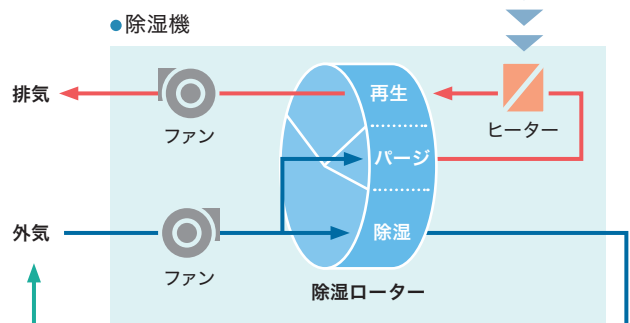 ●除湿機
排気
ファン
再生
パージ
除湿
ヒーター
外気
ファン
除湿ローター